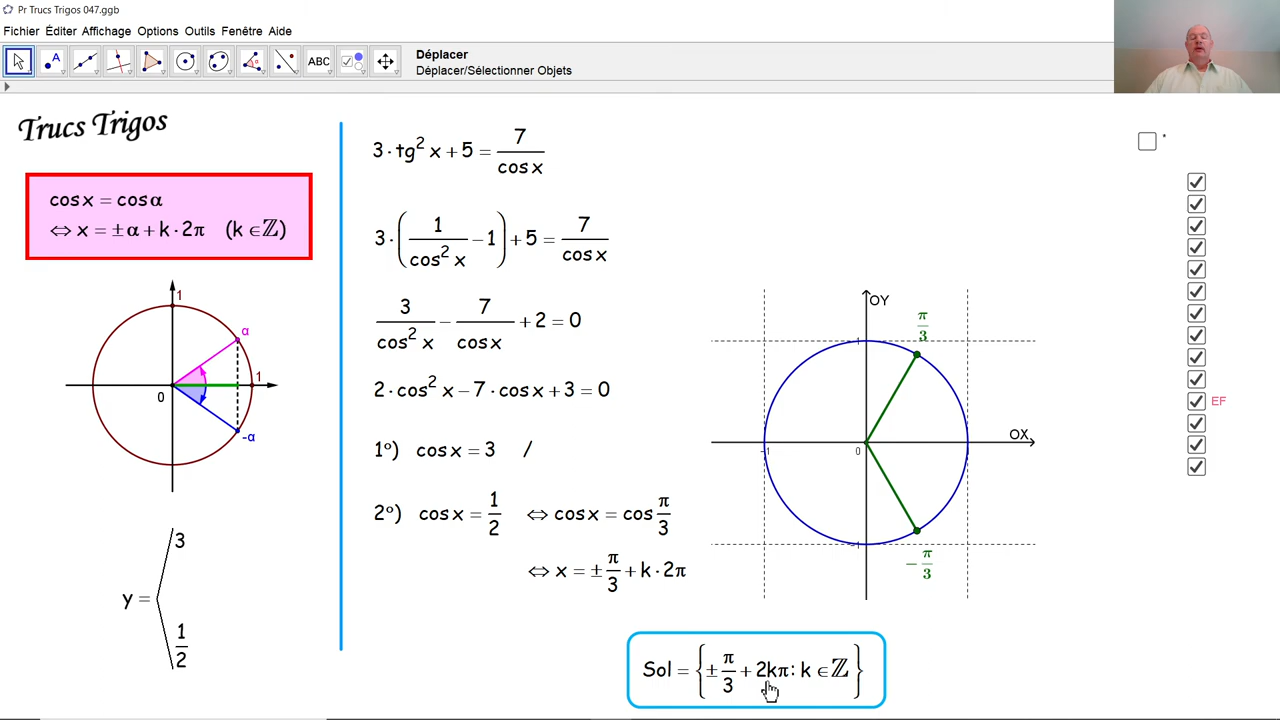 Pr Trucs Trigos 047.ggb
Fichier Éditer Affichage Options Outils Fenêtre Aide
ABC
Déplacer
Déplacer/Sélectionner Objets
Trucs Trigos
cos x = cos α
⇔ x = ± α + k · 2π (k ∈ ℤ)
1
α
1
0
-α
y =
3
1/2
3 · tg² x + 5 = 7/cos x
3 · (1/cos² x − 1) + 5 = 7/cos x
3/cos² x − 7/cos x + 2 = 0
2 · cos² x − 7 · cos x + 3 = 0
1°) cos x = 3 /
2°) cos x = 1/2 ⇔ cos x = cos π/3
⇔ x = ± π/3 + k · 2π
OY
π/3
1
OX
-1
0
-1
− π/3
Sol = {± π/3 + 2kπ : k ∈ ℤ}
*
EF